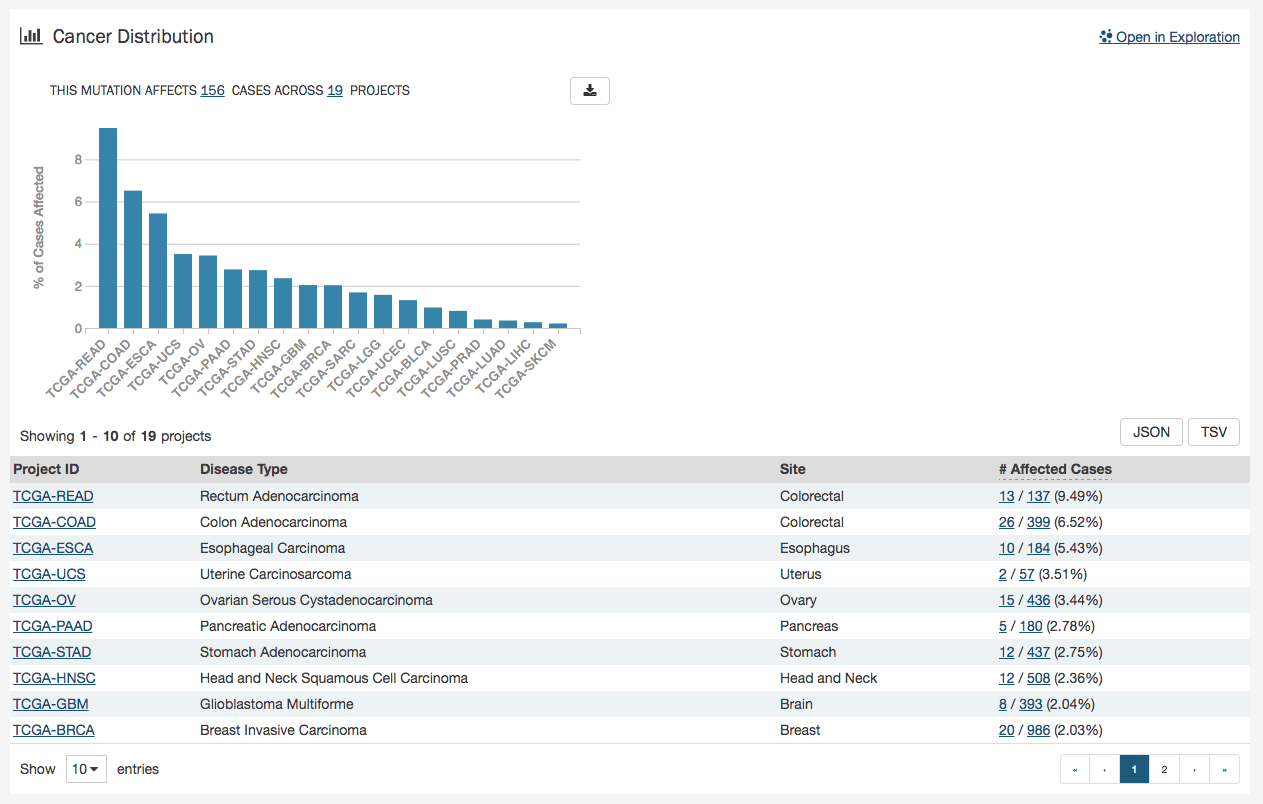 Cancer Distribution
Open in Exploration
THIS MUTATION AFFECTS 156 CASES ACROSS 19 PROJECTS
% of Cases Affected
8
6
4
2
0
TCGA-READ
TCGA-COAD
TCGA-ESCA
TCGA-UCS
TCGA-OV
TCGA-PAAD
TCGA-STAD
TCGA-HNSC
TCGA-GBM
TCGA-BRCA
TCGA-SARC
TCGA-LGG
TCGA-UCEC
TCGA-BLCA
TCGA-LUSC
TCGA-PRAD
TCGA-LUAD
TCGA-LIHC
TCGA-SKCM
Showing 1 - 10 of 19 projects
JSON TSV
Project ID Disease Type Site # Affected Cases
TCGA-READ Rectum Adenocarcinoma Colorectal 13 / 137 (9.49%)
TCGA-COAD Colon Adenocarcinoma Colorectal 26 / 399 (6.52%)
TCGA-ESCA Esophageal Carcinoma Esophagus 10 / 184 (5.43%)
TCGA-UCS Uterine Carcinosarcoma Uterus 2 / 57 (3.51%)
TCGA-OV Ovarian Serous Cystadenocarcinoma Ovary 15 / 436 (3.44%)
TCGA-PAAD Pancreatic Adenocarcinoma Pancreas 5 / 180 (2.78%)
TCGA-STAD Stomach Adenocarcinoma Stomach 12 / 437 (2.75%)
TCGA-HNSC Head and Neck Squamous Cell Carcinoma Head and Neck 12 / 508 (2.36%)
TCGA-GBM Glioblastoma Multiforme Brain 8 / 393 (2.04%)
TCGA-BRCA Breast Invasive Carcinoma Breast 20 / 986 (2.03%)
Show 10 entries
« ‹ 1 2 › »